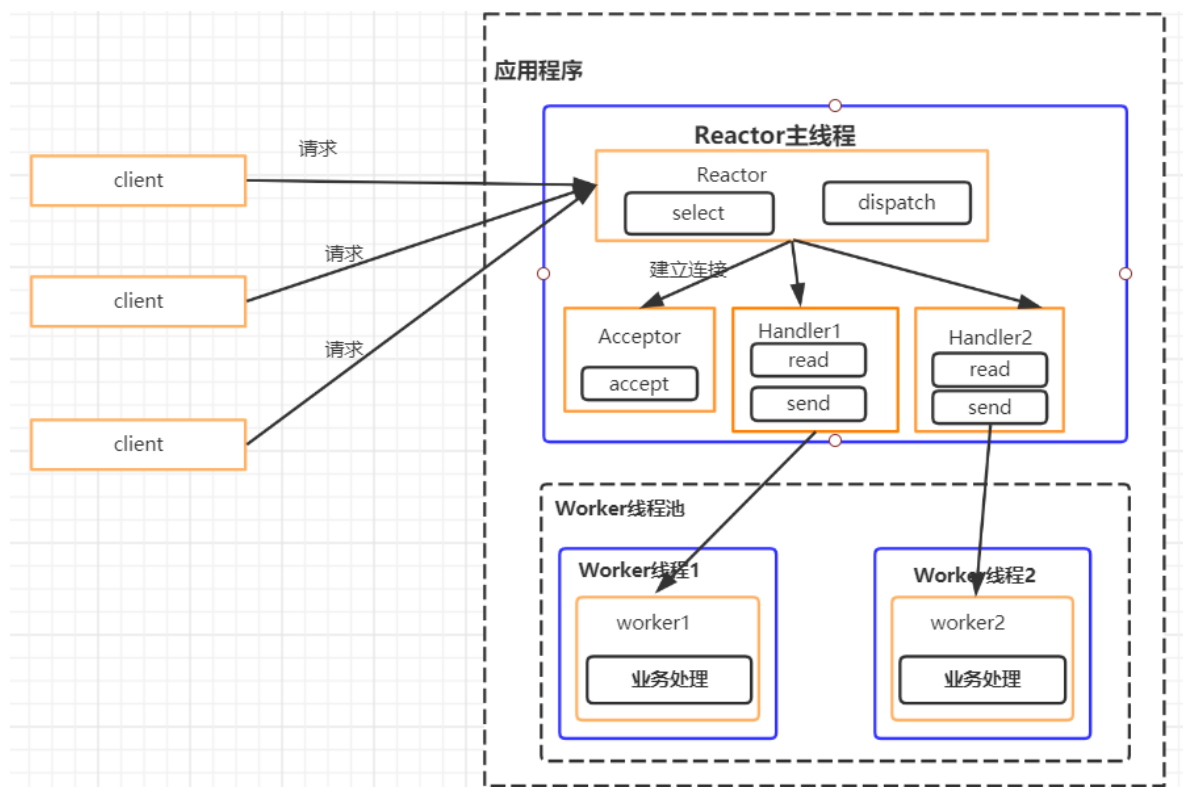 应用程序
Reactor主线程
请求
client
Reactor
select
dispatch
请求
client
建立连接
请求
Acceptor
accept
Handler1
read
send
Handler2
read
send
client
Worker线程池
Worker线程1
worker1
业务处理
Worker线程2
worker2
业务处理